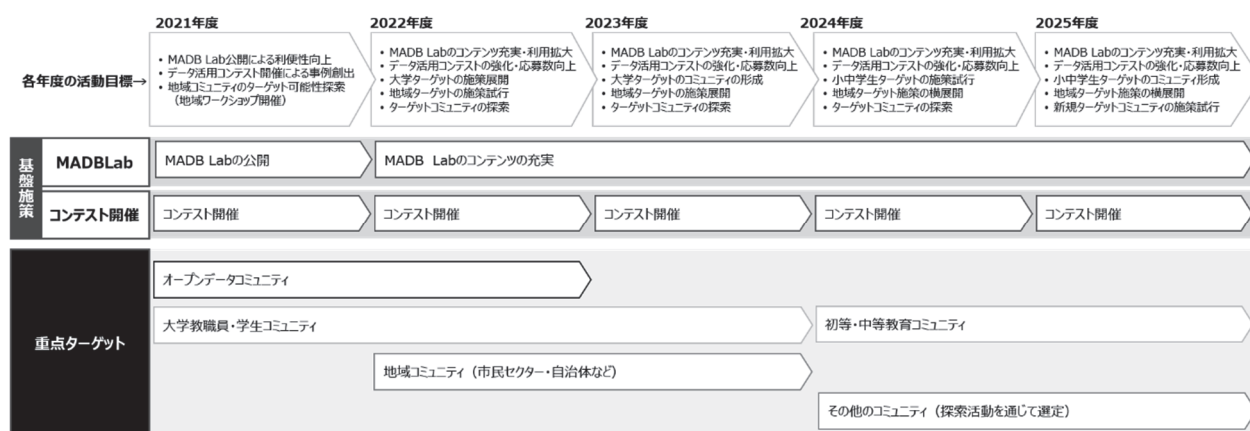 2021年度
2022年度
2023年度
2024年度
2025年度
各年度の活動目標→
• MADB Lab公開による利便性向上
• データ活用コンテスト開催による事例創出
• 地域コミュニティのターゲット可能性探索
（地域ワークショップ開催）
• MADB Labのコンテンツ充実・利用拡大
• データ活用コンテストの強化・応募数向上
• 大学ターゲットの施策展開
• 地域ターゲットの施策試行
• ターゲットコミュニティの探索
• MADB Labのコンテンツ充実・利用拡大
• データ活用コンテストの強化・応募数向上
• 大学ターゲットのコミュニティの形成
• 地域ターゲットの施策展開
• ターゲットコミュニティの探索
• MADB Labのコンテンツ充実・利用拡大
• データ活用コンテストの強化・応募数向上
• 小中学生ターゲットの施策試行
• 地域ターゲット施策の横展開
• ターゲットコミュニティの探索
• MADB Labのコンテンツ充実・利用拡大
• データ活用コンテストの強化・応募数向上
• 小中学生ターゲットのコミュニティ形成
• 地域ターゲット施策の横展開
• 新規ターゲットコミュニティの施策試行
基盤施策
MADBLab
MADB Labの公開
MADB Labのコンテンツの充実
コンテスト開催
コンテスト開催
コンテスト開催
コンテスト開催
コンテスト開催
コンテスト開催
重点ターゲット
オープンデータコミュニティ
大学教職員・学生コミュニティ
初等・中等教育コミュニティ
地域コミュニティ（市民セクター・自治体など）
その他のコミュニティ（探索活動を通じて選定）